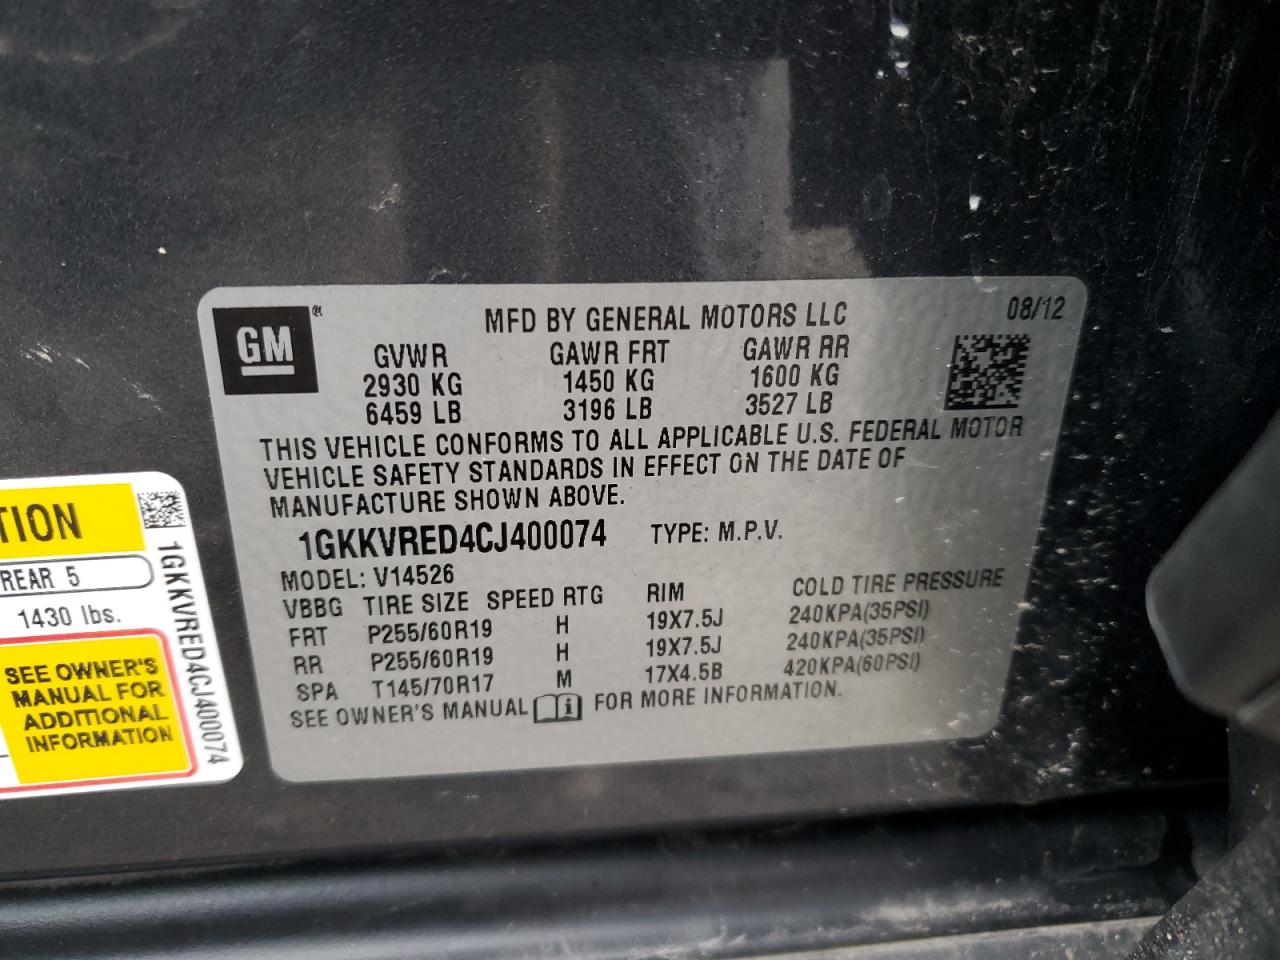 GM ®
MFD BY GENERAL MOTORS LLC 08/12
GVWR GAWR FRT GAWR RR
2930 KG 1450 KG 1600 KG
6459 LB 3196 LB 3527 LB
THIS VEHICLE CONFORMS TO ALL APPLICABLE U.S. FEDERAL MOTOR
VEHICLE SAFETY STANDARDS IN EFFECT ON THE DATE OF
MANUFACTURE SHOWN ABOVE.
1GKKVRED4CJ400074 TYPE: M.P.V.
MODEL: V14526
VBBG TIRE SIZE SPEED RTG RIM COLD TIRE PRESSURE
FRT P255/60R19 H 19X7.5J 240KPA(35PSI)
RR P255/60R19 H 19X7.5J 240KPA(35PSI)
SPA T145/70R17 M 17X4.5B 420KPA(60PSI)
SEE OWNER'S MANUAL FOR MORE INFORMATION.
TION
REAR 5
1430 lbs.
SEE OWNER'S
MANUAL FOR
ADDITIONAL
INFORMATION
1GKKVRED4CJ400074